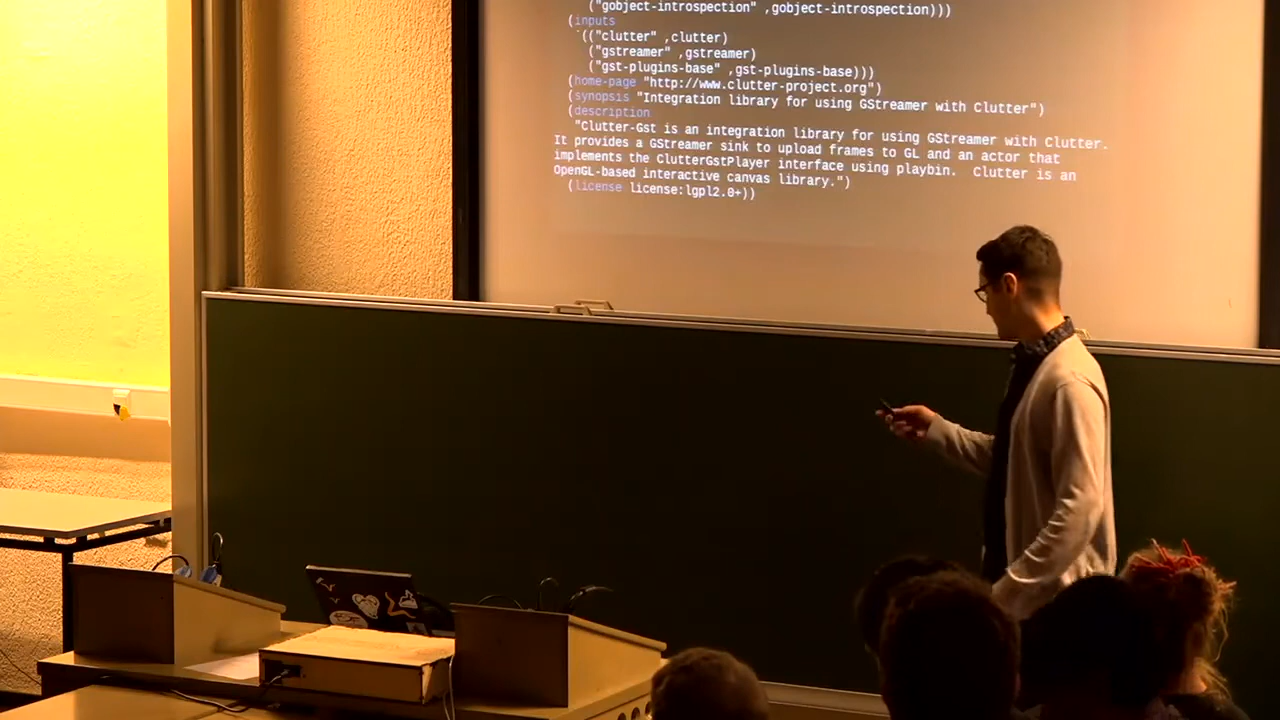 ("gobject-introspection" ,gobject-introspection)))
(inputs
`(("clutter" ,clutter)
("gstreamer" ,gstreamer)
("gst-plugins-base" ,gst-plugins-base)))
(home-page "http://www.clutter-project.org")
(synopsis "Integration library for using GStreamer with Clutter")
(description
"Clutter-Gst is an integration library for using GStreamer with Clutter.
It provides a GStreamer sink to upload frames to GL and an actor that
implements the ClutterGstPlayer interface using playbin.  Clutter is an
OpenGL-based interactive canvas library.")
(license license:lgpl2.0+))